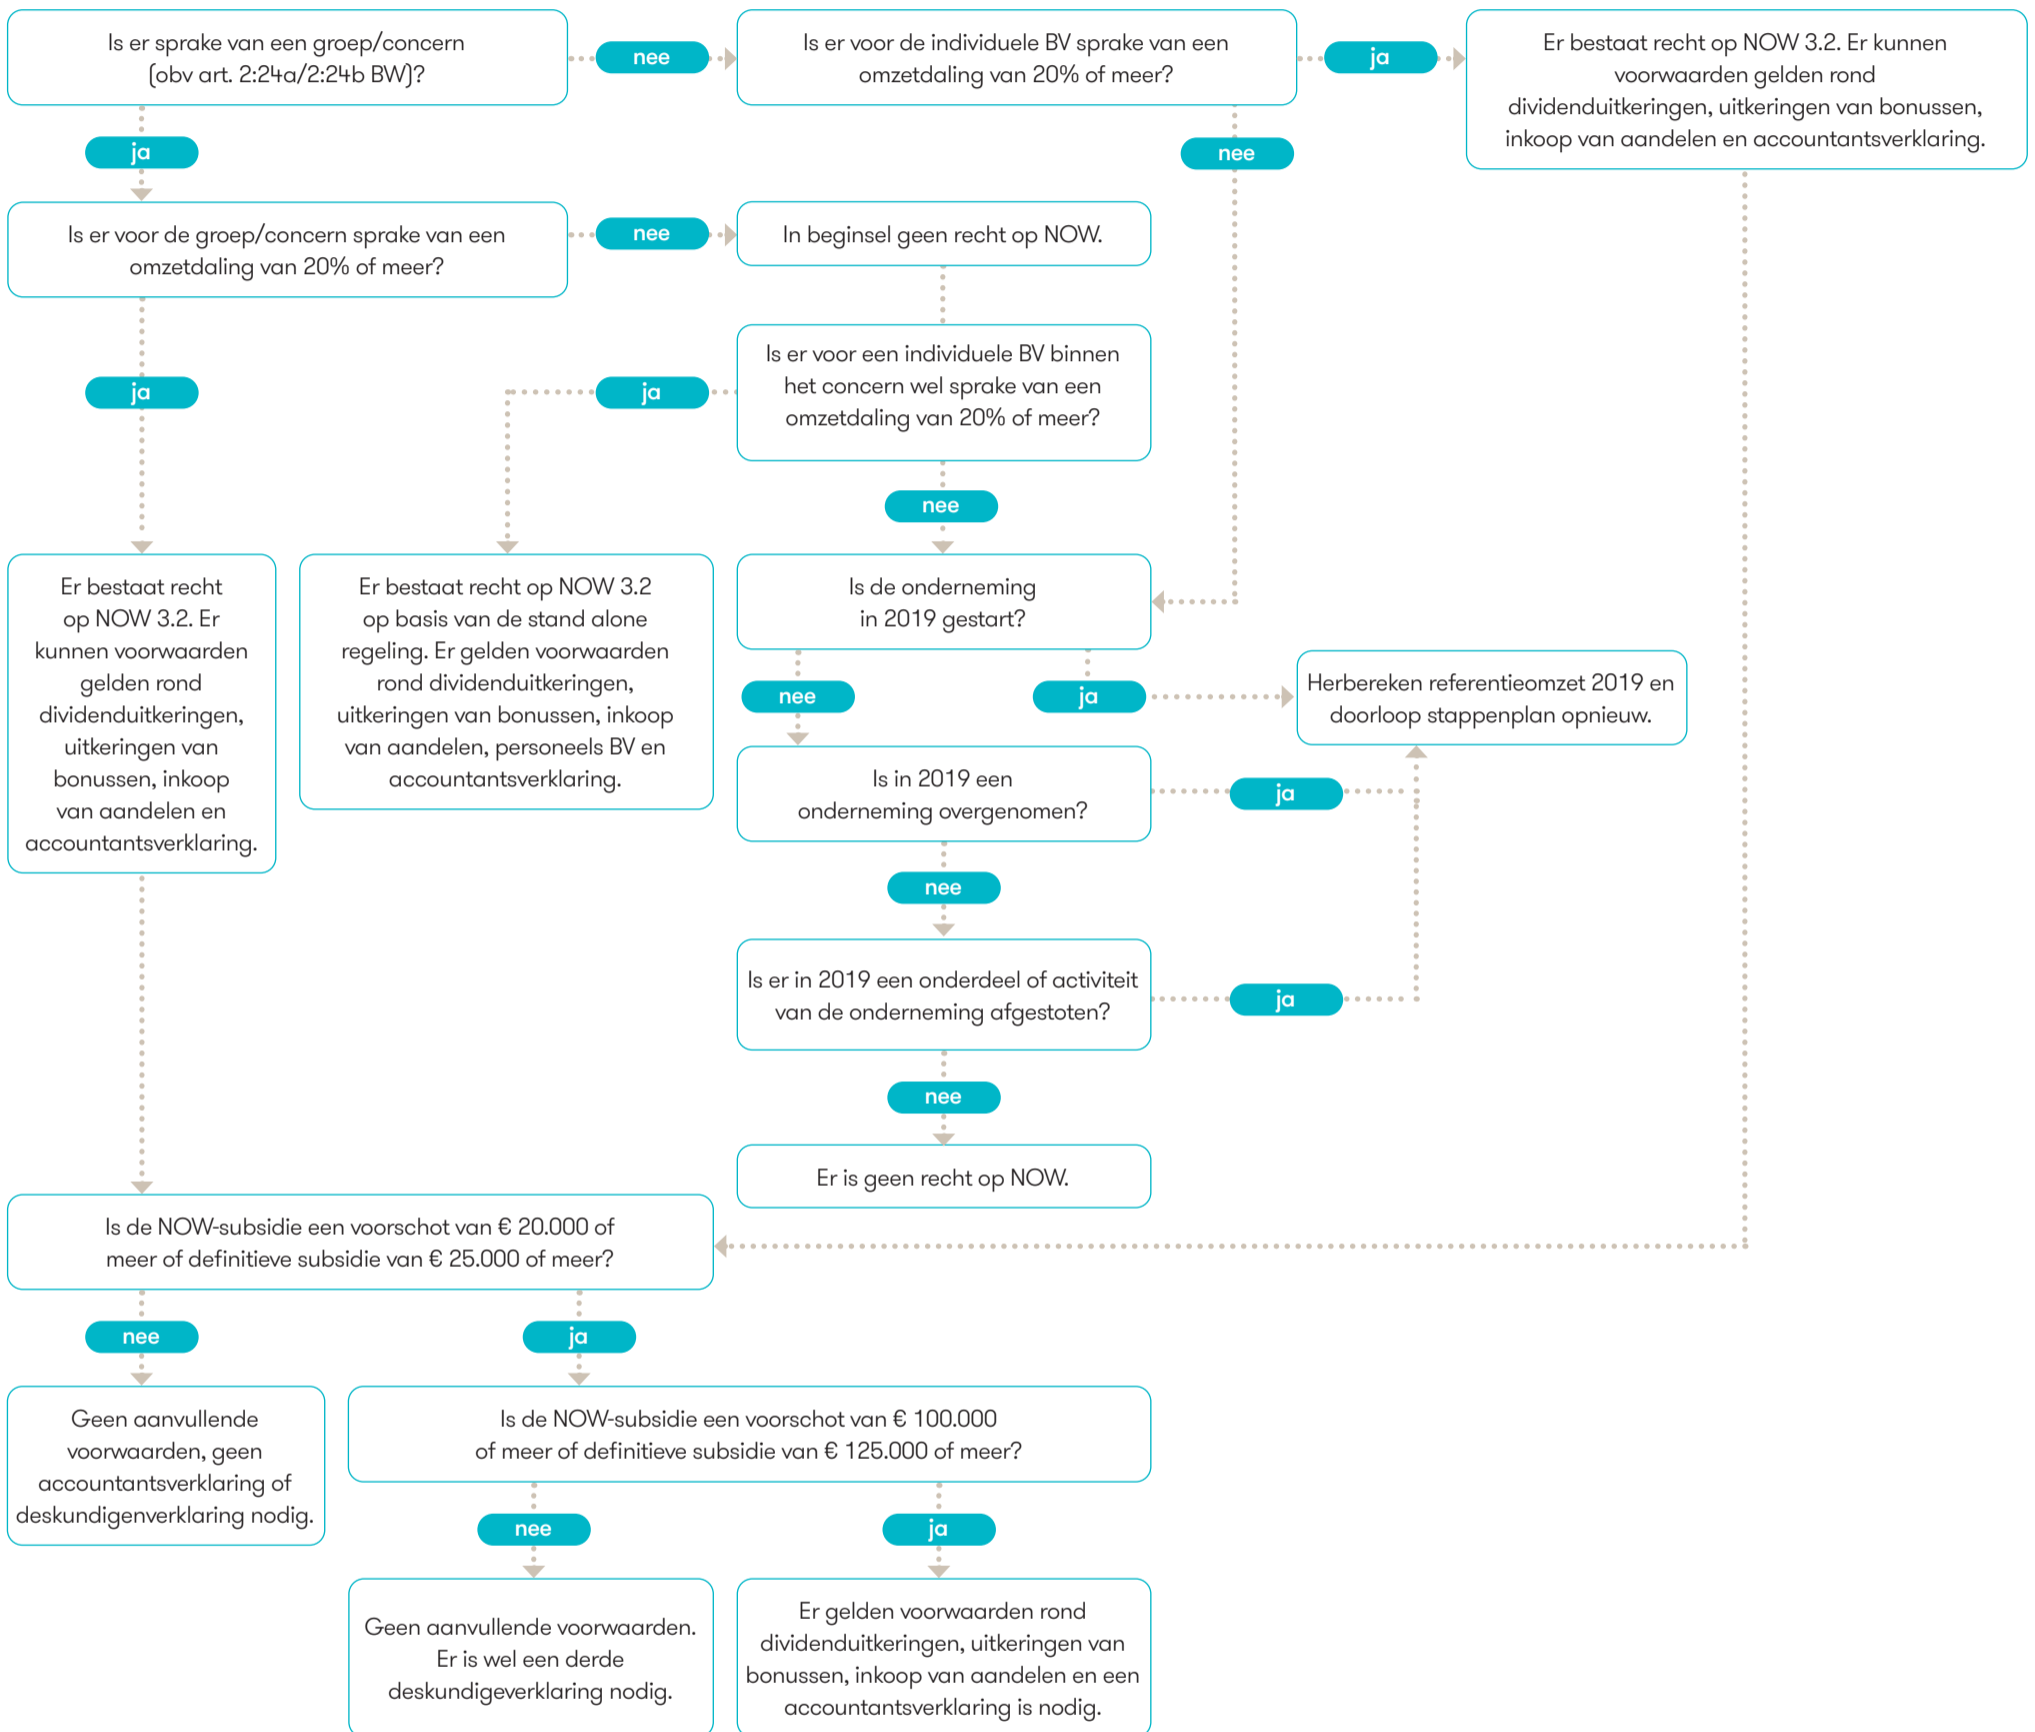 Is er sprake van een groep/concern
(obv art. 2:24a/2:24b BW)?
nee
Is er voor de individuele BV sprake van een
omzetdaling van 20% of meer?
ja
Er bestaat recht op NOW 3.2. Er kunnen
voorwaarden gelden rond
dividenduitkeringen, uitkeringen van bonussen,
inkoop van aandelen en accountantsverklaring.
ja
nee
Is er voor de groep/concern sprake van een
omzetdaling van 20% of meer?
nee
In beginsel geen recht op NOW.
Is er voor een individuele BV binnen
het concern wel sprake van een
omzetdaling van 20% of meer?
ja
ja
nee
Er bestaat recht
op NOW 3.2. Er
kunnen voorwaarden
gelden rond
dividenduitkeringen,
uitkeringen van
bonussen, inkoop
van aandelen en
accountantsverklaring.
Er bestaat recht op NOW 3.2
op basis van de stand alone
regeling. Er gelden voorwaarden
rond dividenduitkeringen,
uitkeringen van bonussen, inkoop
van aandelen, personeels BV en
accountantsverklaring.
Is de onderneming
in 2019 gestart?
nee
ja
Herbereken referentieomzet 2019 en
doorloop stappenplan opnieuw.
Is in 2019 een
onderneming overgenomen?
ja
nee
Is er in 2019 een onderdeel of activiteit
van de onderneming afgestoten?
ja
nee
Er is geen recht op NOW.
Is de NOW-subsidie een voorschot van € 20.000 of
meer of definitieve subsidie van € 25.000 of meer?
nee
ja
Geen aanvullende
voorwaarden, geen
accountantsverklaring of
deskundigenverklaring nodig.
Is de NOW-subsidie een voorschot van € 100.000
of meer of definitieve subsidie van € 125.000 of meer?
nee
ja
Geen aanvullende voorwaarden.
Er is wel een derde
deskundigeverklaring nodig.
Er gelden voorwaarden rond
dividenduitkeringen, uitkeringen van
bonussen, inkoop van aandelen en een
accountantsverklaring is nodig.